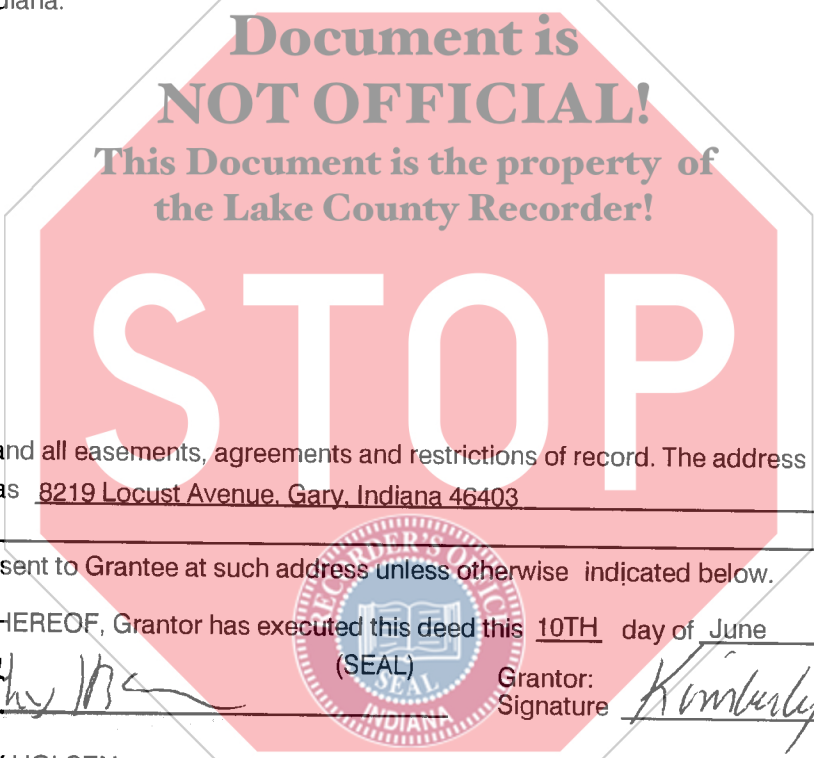 diana.
Document is
NOT OFFICIAL!
This Document is the property of
the Lake County Recorder!
STOP
and all easements, agreements and restrictions of record. The address
as 8219 Locust Avenue, Gary, Indiana 46403
sent to Grantee at such address unless otherwise indicated below.
HEREOF, Grantor has executed this deed this 10TH day of June
(SEAL)
Grantor:
Signature Kimberly
RECORDER'S OFFICE
SEAL
INDIANA